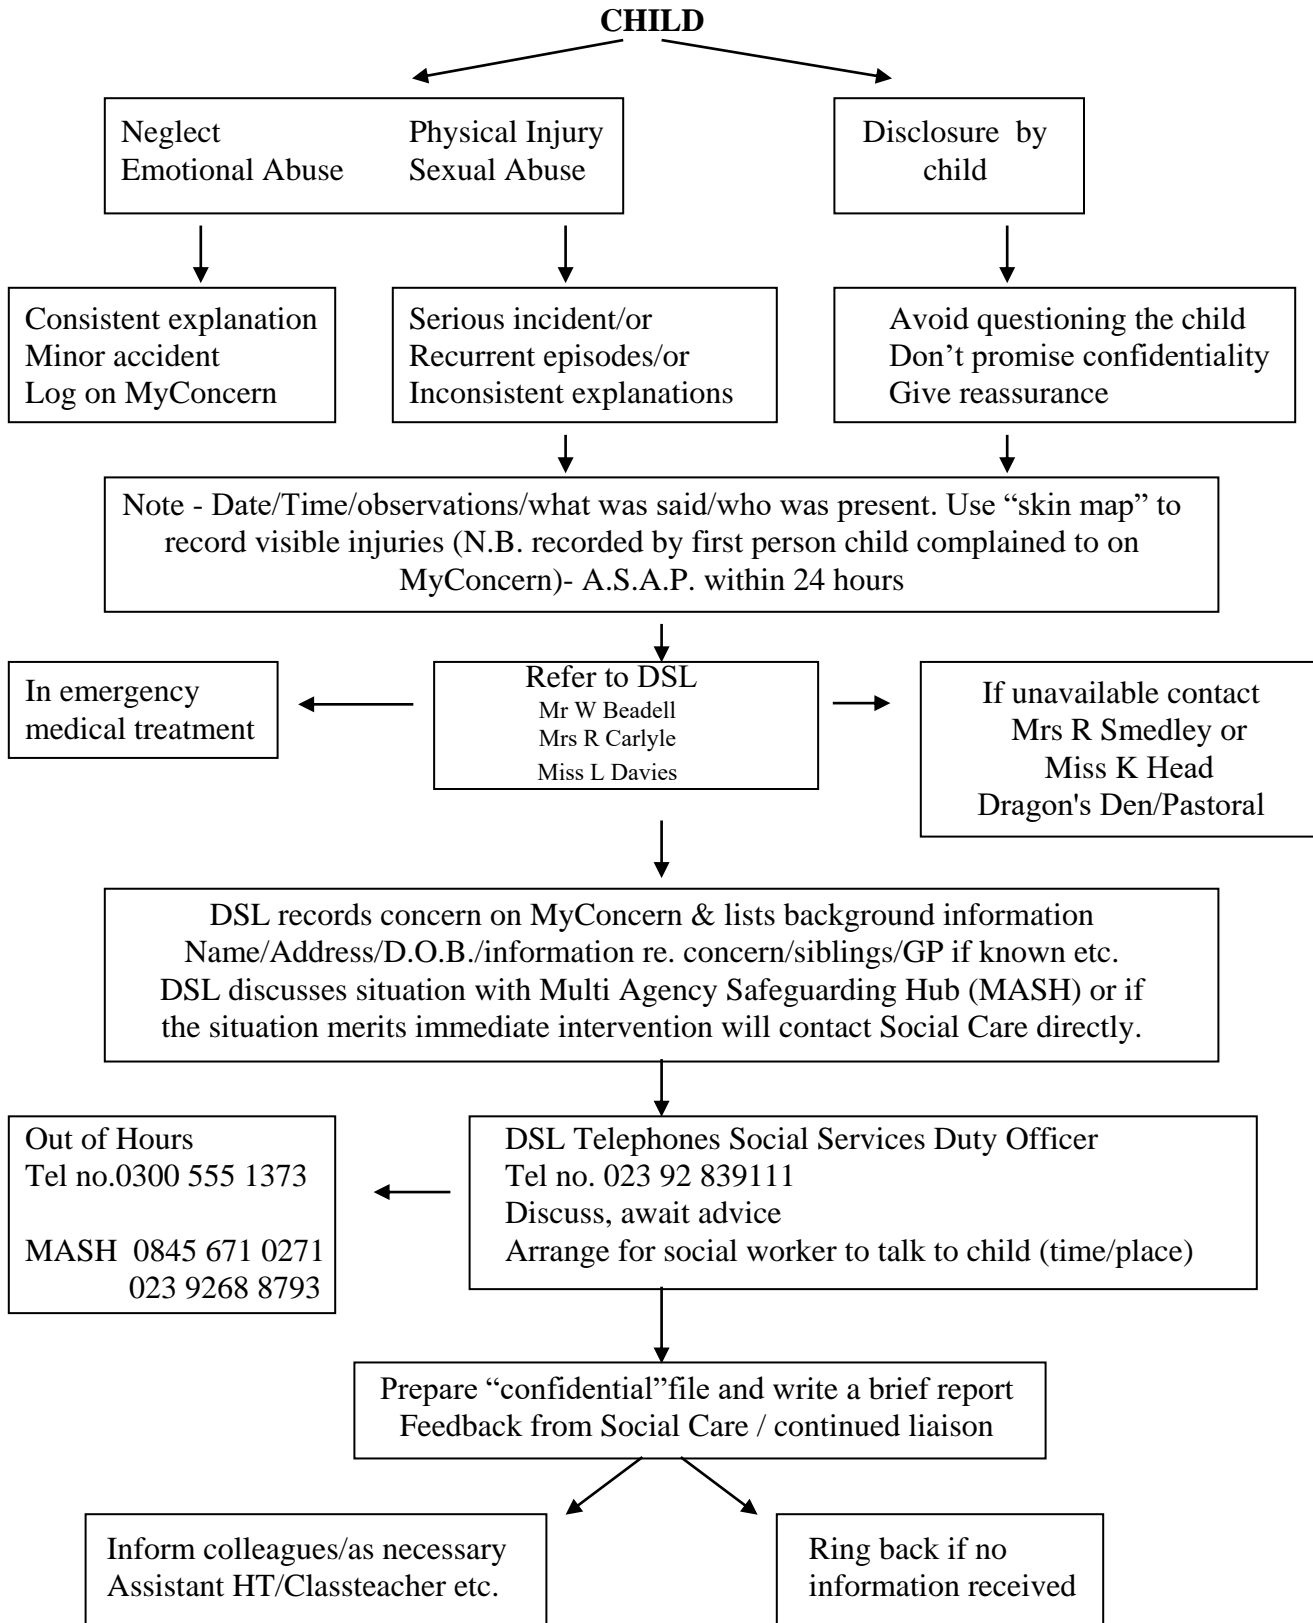 CHILD
Neglect Physical Injury
Emotional Abuse Sexual Abuse
Disclosure by
child
Consistent explanation
Minor accident
Log on MyConcern
Serious incident/or
Recurrent episodes/or
Inconsistent explanations
Avoid questioning the child
Don’t promise confidentiality
Give reassurance
Note - Date/Time/observations/what was said/who was present. Use “skin map” to
record visible injuries (N.B. recorded by first person child complained to on
MyConcern)- A.S.A.P. within 24 hours
In emergency
medical treatment
Refer to DSL
Mr W Beadell
Mrs R Carlyle
Miss L Davies
If unavailable contact
Mrs R Smedley or
Miss K Head
Dragon's Den/Pastoral
DSL records concern on MyConcern & lists background information
Name/Address/D.O.B./information re. concern/siblings/GP if known etc.
DSL discusses situation with Multi Agency Safeguarding Hub (MASH) or if
the situation merits immediate intervention will contact Social Care directly.
Out of Hours
Tel no.0300 555 1373
MASH 0845 671 0271
023 9268 8793
DSL Telephones Social Services Duty Officer
Tel no. 023 92 839111
Discuss, await advice
Arrange for social worker to talk to child (time/place)
Prepare “confidential”file and write a brief report
Feedback from Social Care / continued liaison
Inform colleagues/as necessary
Assistant HT/Classteacher etc.
Ring back if no
information received